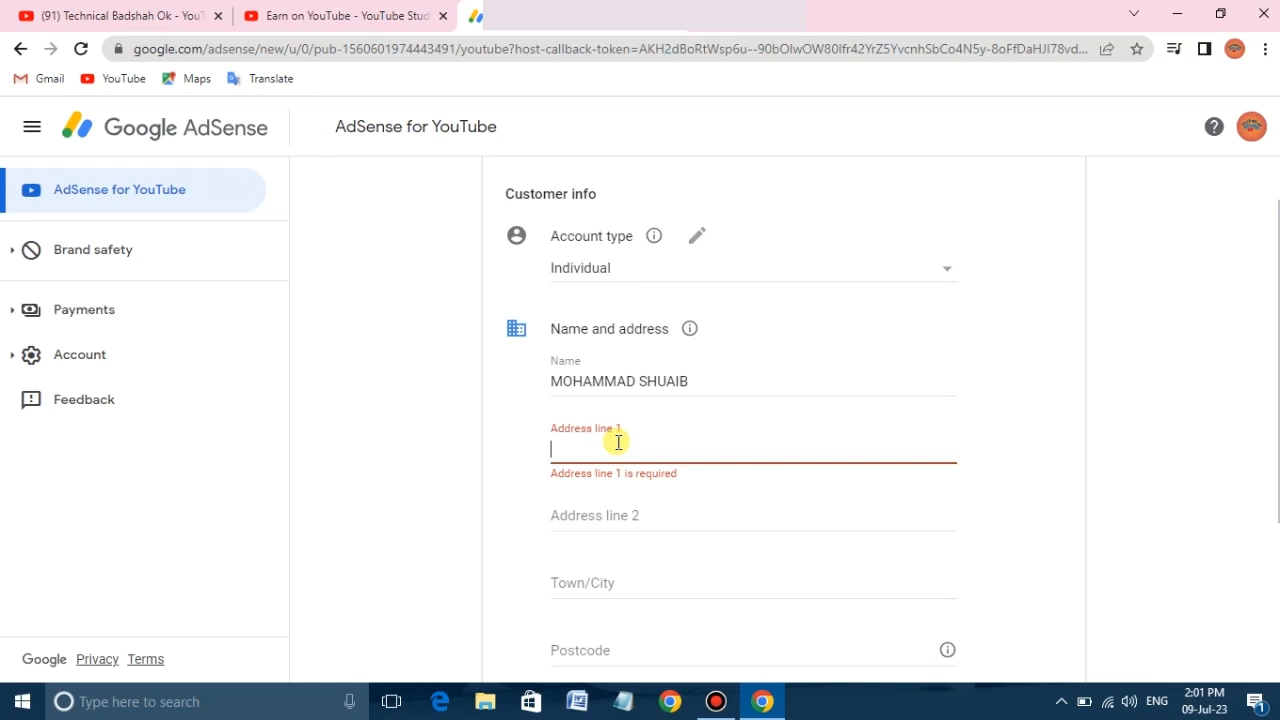 (91) Technical Badshah Ok - YouT
Earn on YouTube - YouTube Stud
google.com/adsense/new/u/0/pub-1560601974443491/youtube?host-callback-token=AKH2dBoRtWsp6u--90bOlwOW80lfr42YrZ5YvcnhSbCo4N5y-8oFfDaHJI78vd...
Gmail
YouTube
Maps
Translate
Google AdSense
AdSense for YouTube
AdSense for YouTube
Brand safety
Payments
Account
Feedback
Customer info
Account type
Individual
Name and address
Name
MOHAMMAD SHUAIB
Address line 1
Address line 1 is required
Address line 2
Town/City
Postcode
Google Privacy Terms
Type here to search
ENG
2:01 PM
09-Jul-23
1